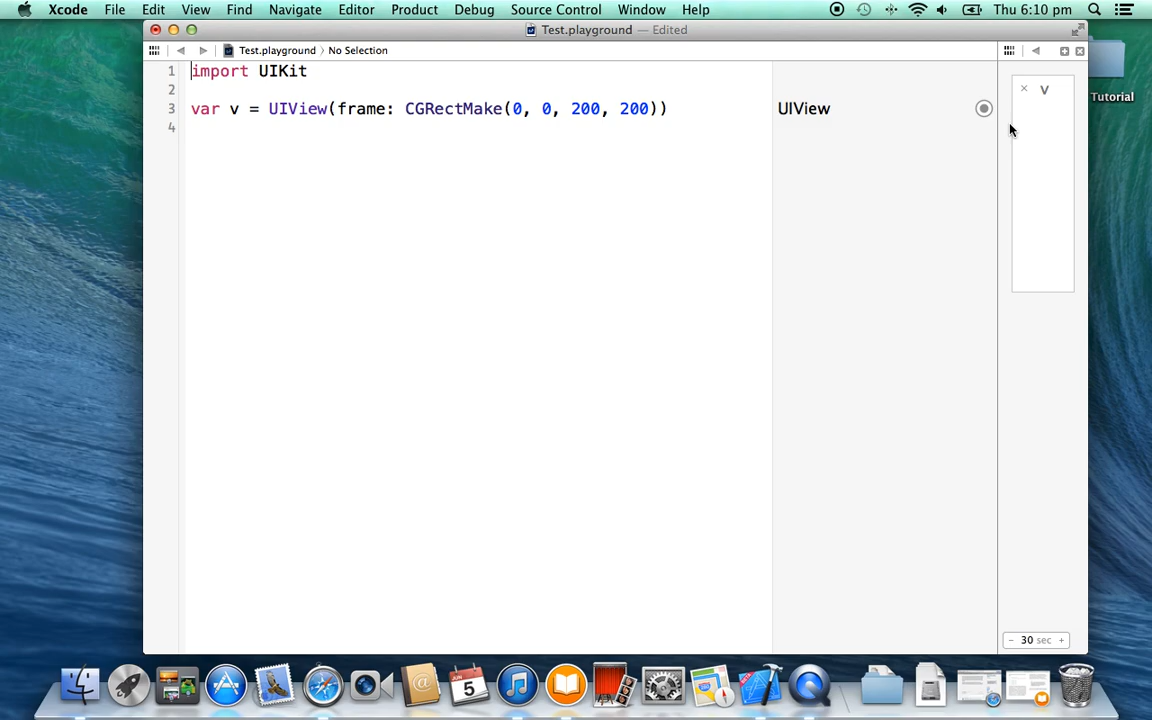 Xcode File Edit View Find Navigate Editor Product Debug Source Control Window Help Thu 6:10 pm
Test.playground — Edited
Test.playground 〉No Selection
1 import UIKit
2
3 var v = UIView(frame: CGRectMake(0, 0, 200, 200)) UIView
4
× v
Tutorial
- 30 sec +
JUN
5